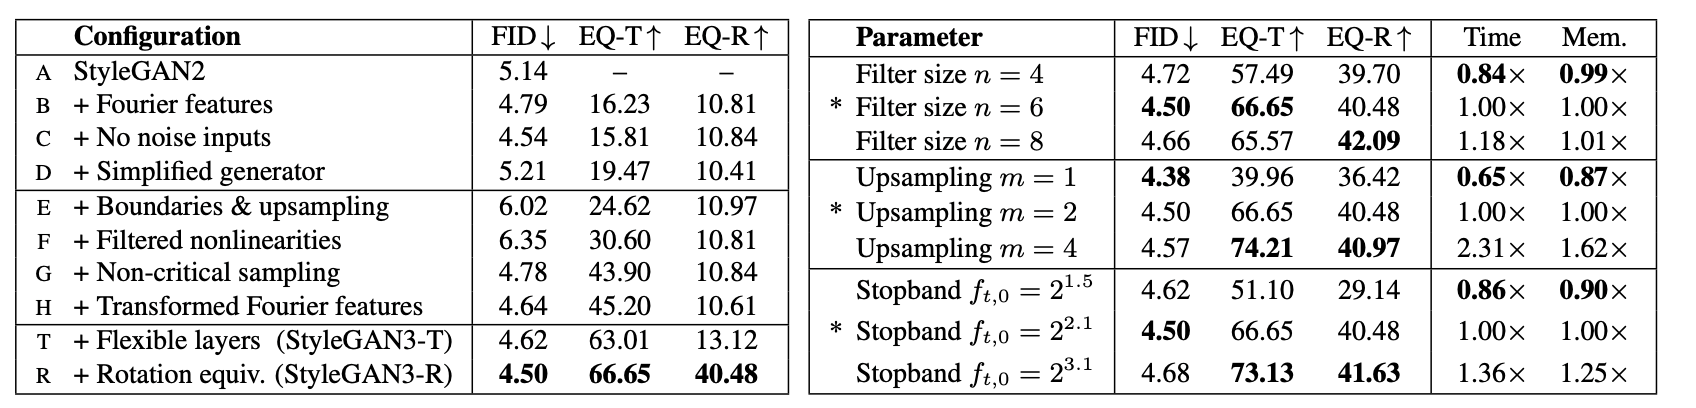 Configuration FID↓ EQ-T↑ EQ-R↑
A StyleGAN2 5.14 – –
B + Fourier features 4.79 16.23 10.81
C + No noise inputs 4.54 15.81 10.84
D + Simplified generator 5.21 19.47 10.41
E + Boundaries & upsampling 6.02 24.62 10.97
F + Filtered nonlinearities 6.35 30.60 10.81
G + Non-critical sampling 4.78 43.90 10.84
H + Transformed Fourier features 4.64 45.20 10.61
T + Flexible layers (StyleGAN3-T) 4.62 63.01 13.12
R + Rotation equiv. (StyleGAN3-R) 4.50 66.65 40.48
Parameter FID↓ EQ-T↑ EQ-R↑ Time Mem.
Filter size n = 4 4.72 57.49 39.70 0.84× 0.99×
* Filter size n = 6 4.50 66.65 40.48 1.00× 1.00×
Filter size n = 8 4.66 65.57 42.09 1.18× 1.01×
Upsampling m = 1 4.38 39.96 36.42 0.65× 0.87×
* Upsampling m = 2 4.50 66.65 40.48 1.00× 1.00×
Upsampling m = 4 4.57 74.21 40.97 2.31× 1.62×
Stopband f_{t,0} = 2^{1.5} 4.62 51.10 29.14 0.86× 0.90×
* Stopband f_{t,0} = 2^{2.1} 4.50 66.65 40.48 1.00× 1.00×
Stopband f_{t,0} = 2^{3.1} 4.68 73.13 41.63 1.36× 1.25×